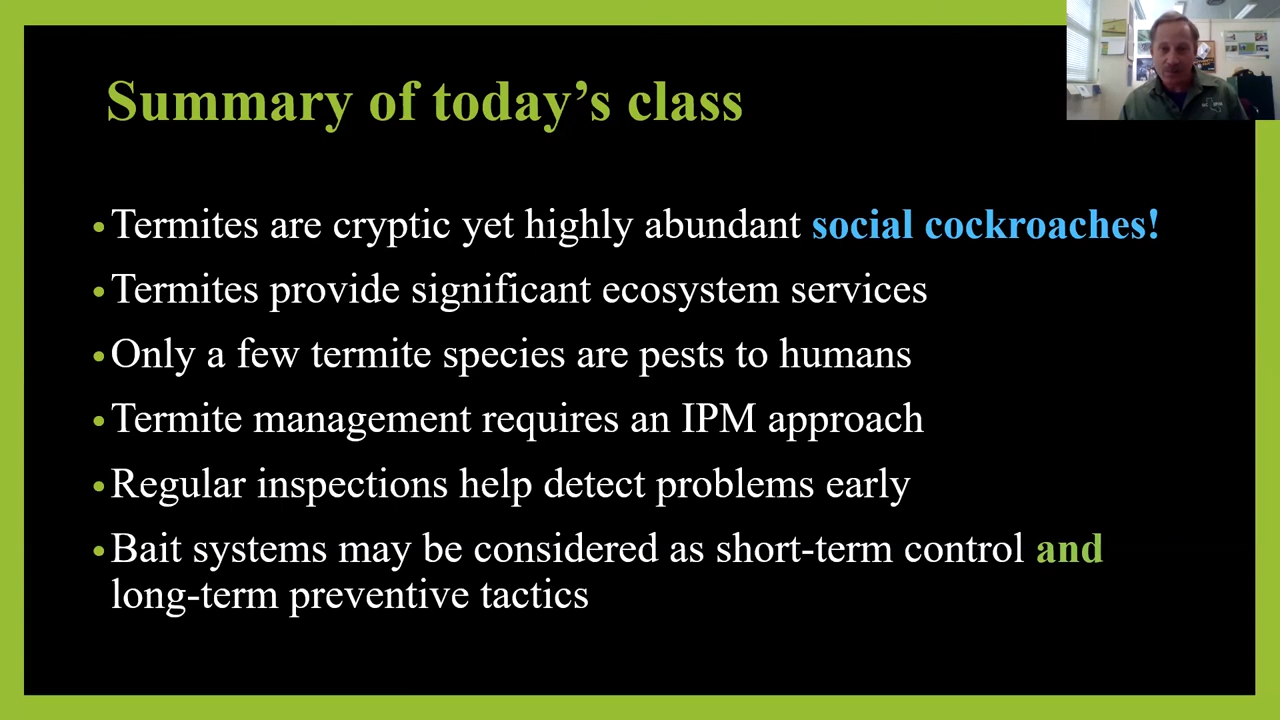 Summary of today's class
• Termites are cryptic yet highly abundant social cockroaches!
• Termites provide significant ecosystem services
• Only a few termite species are pests to humans
• Termite management requires an IPM approach
• Regular inspections help detect problems early
• Bait systems may be considered as short-term control and
long-term preventive tactics